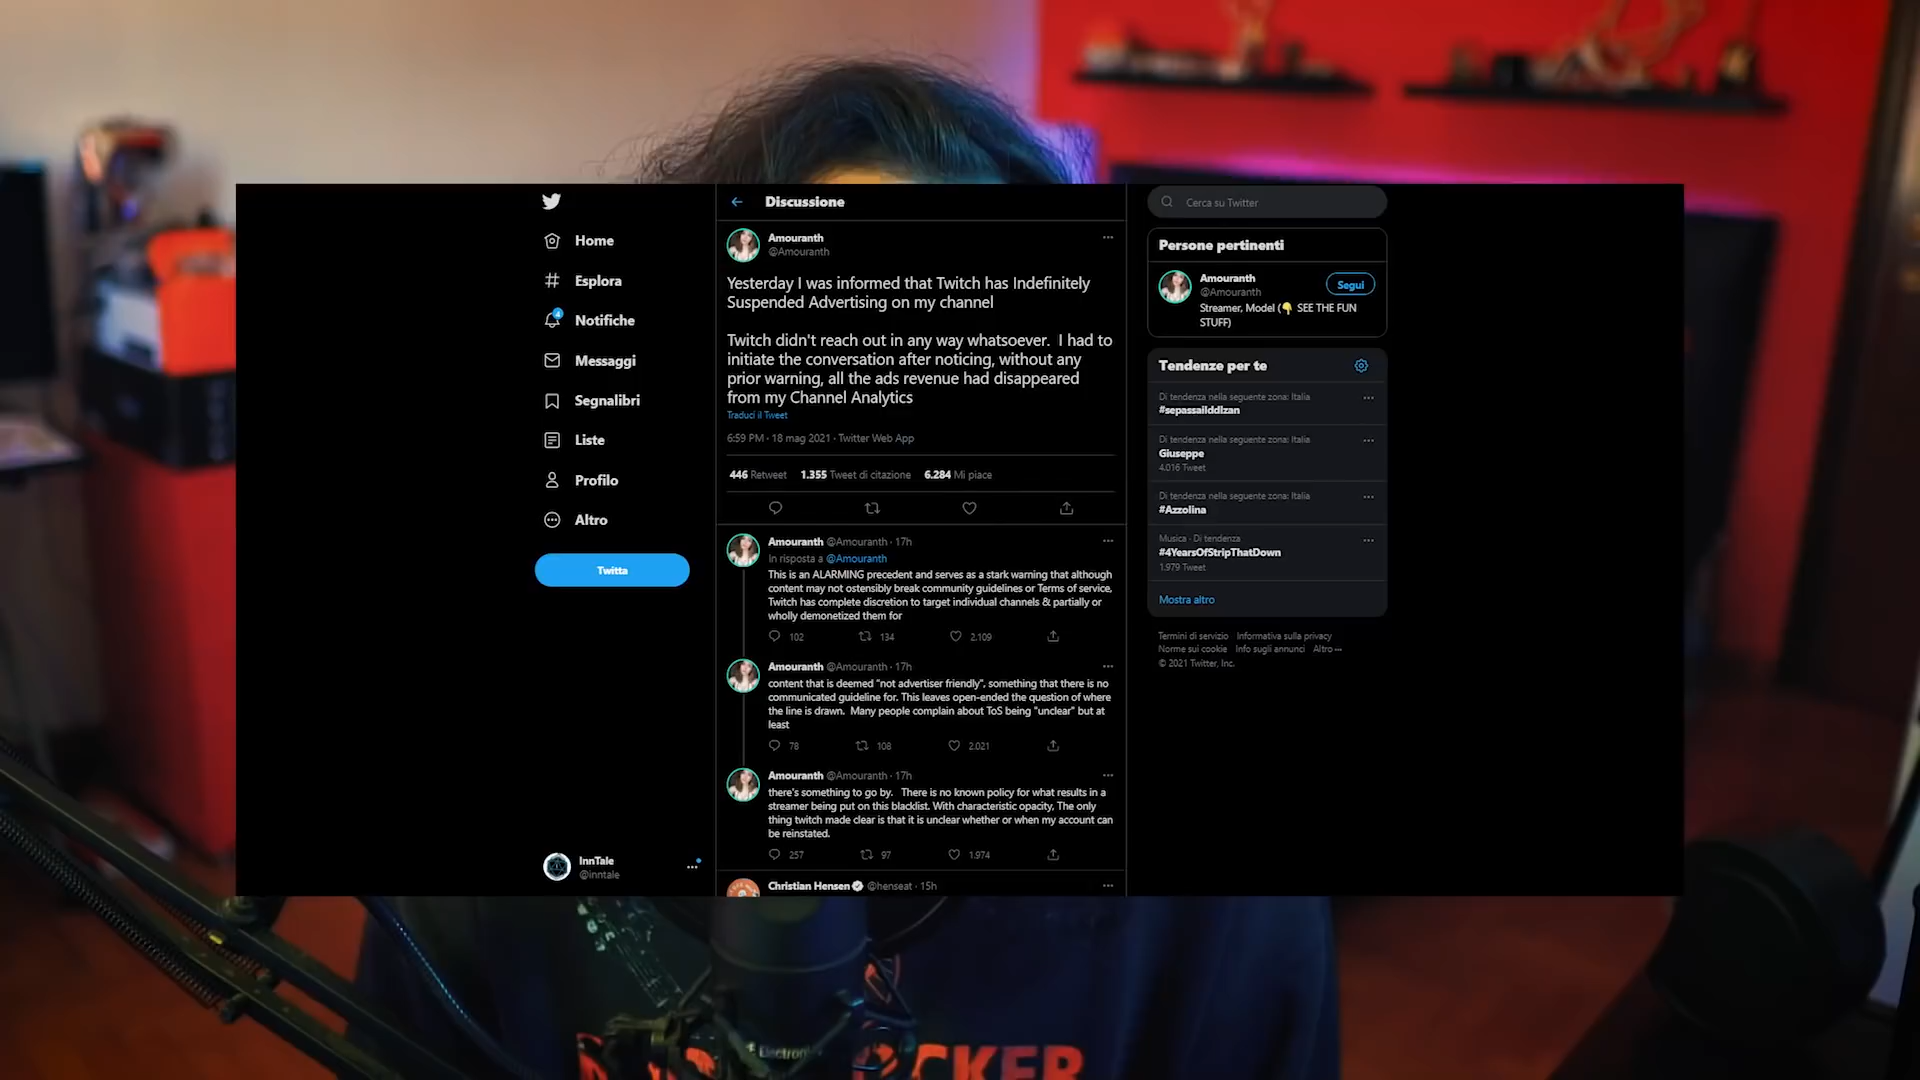 Home
Esplora
Notifiche
4
Messaggi
Segnalibri
Liste
Profilo
Altro
Twitta
InnTale
@inntale
Discussione
Amouranth
@Amouranth
Yesterday I was informed that Twitch has Indefinitely
Suspended Advertising on my channel
Twitch didn't reach out in any way whatsoever. I had to
initiate the conversation after noticing, without any
prior warning, all the ads revenue had disappeared
from my Channel Analytics
Traduci il Tweet
6:59 PM · 18 mag 2021 · Twitter Web App
446 Retweet 1.355 Tweet di citazione 6.284 Mi piace
Amouranth @Amouranth · 17h
In risposta a @Amouranth
This is an ALARMING precedent and serves as a stark warning that although
content may not ostensibly break community guidelines or Terms of service,
Twitch has complete discretion to target individual channels & partially or
wholly demonetized them for
102 134 2.109
Amouranth @Amouranth · 17h
content that is deemed "not advertiser friendly", something that there is no
communicated guideline for. This leaves open-ended the question of where
the line is drawn. Many people complain about ToS being "unclear" but at
least
78 108 2.021
Amouranth @Amouranth · 17h
there's something to go by. There is no known policy for what results in a
streamer being put on this blacklist. With characteristic opacity, The only
thing twitch made clear is that it is unclear whether or when my account can
be reinstated.
257 97 1.974
Christian Hensen @henseat · 15h
Cerca su Twitter
Persone pertinenti
Amouranth
@Amouranth
Segui
Streamer, Model (👇 SEE THE FUN
STUFF)
Tendenze per te
Di tendenza nella seguente zona: Italia
#sepassailddlzan
Di tendenza nella seguente zona: Italia
Giuseppe
4.016 Tweet
Di tendenza nella seguente zona: Italia
#Azzolina
Musica · Di tendenza
#4YearsOfStripThatDown
1.979 Tweet
Mostra altro
Termini di servizio Informativa sulla privacy
Norme sui cookie Info sugli annunci Altro ···
© 2021 Twitter, Inc.